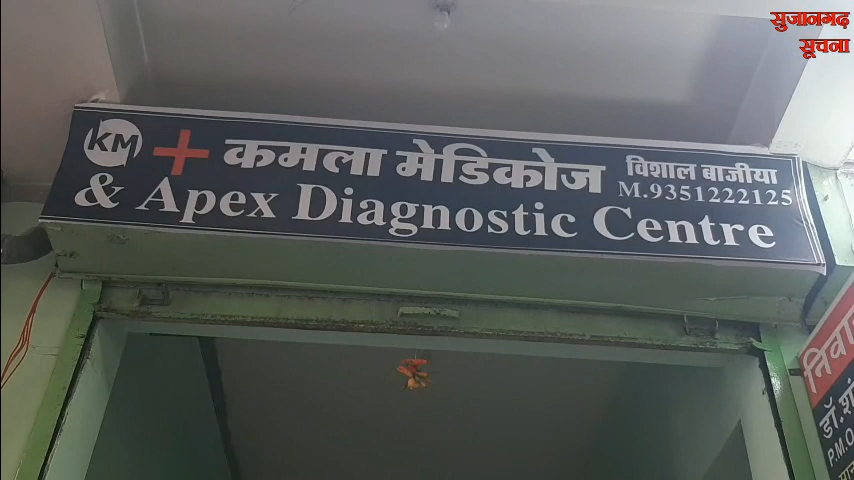 सुजानगढ़
सूचना
KM + कमला मेडिकोज
विशाल बाजीया
M.9351222125
& Apex Diagnostic Centre
डॉ.
P.M.O